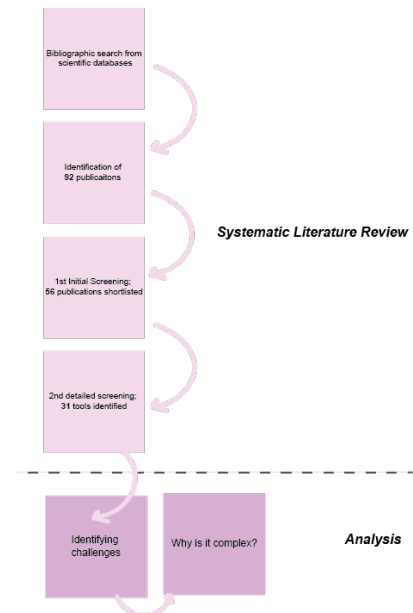 Bibliographic search from
scientific databases
Identification of
92 publicaitons
Systematic Literature Review
1st Initial Screening;
56 publications shortlisted
2nd detailed screening;
31 tools identified
Identifying
challenges
Why is it complex?
Analysis